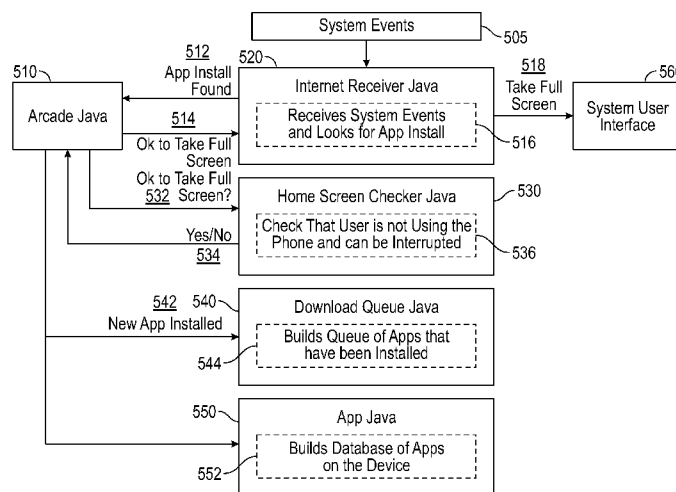 System Events
505
512
App Install
Found
510
Arcade Java
514
Ok to Take Full
Screen
520
Internet Receiver Java
Receives System Events
and Looks for App Install
516
518
Take Full
Screen
560
System User
Interface
Ok to Take Full
532 Screen?
Yes/No
534
Home Screen Checker Java
530
Check That User is not Using the
Phone and can be Interrupted
536
542
New App Installed
540
Download Queue Java
Builds Queue of Apps that
have been Installed
544
550
App Java
Builds Database of Apps
on the Device
552